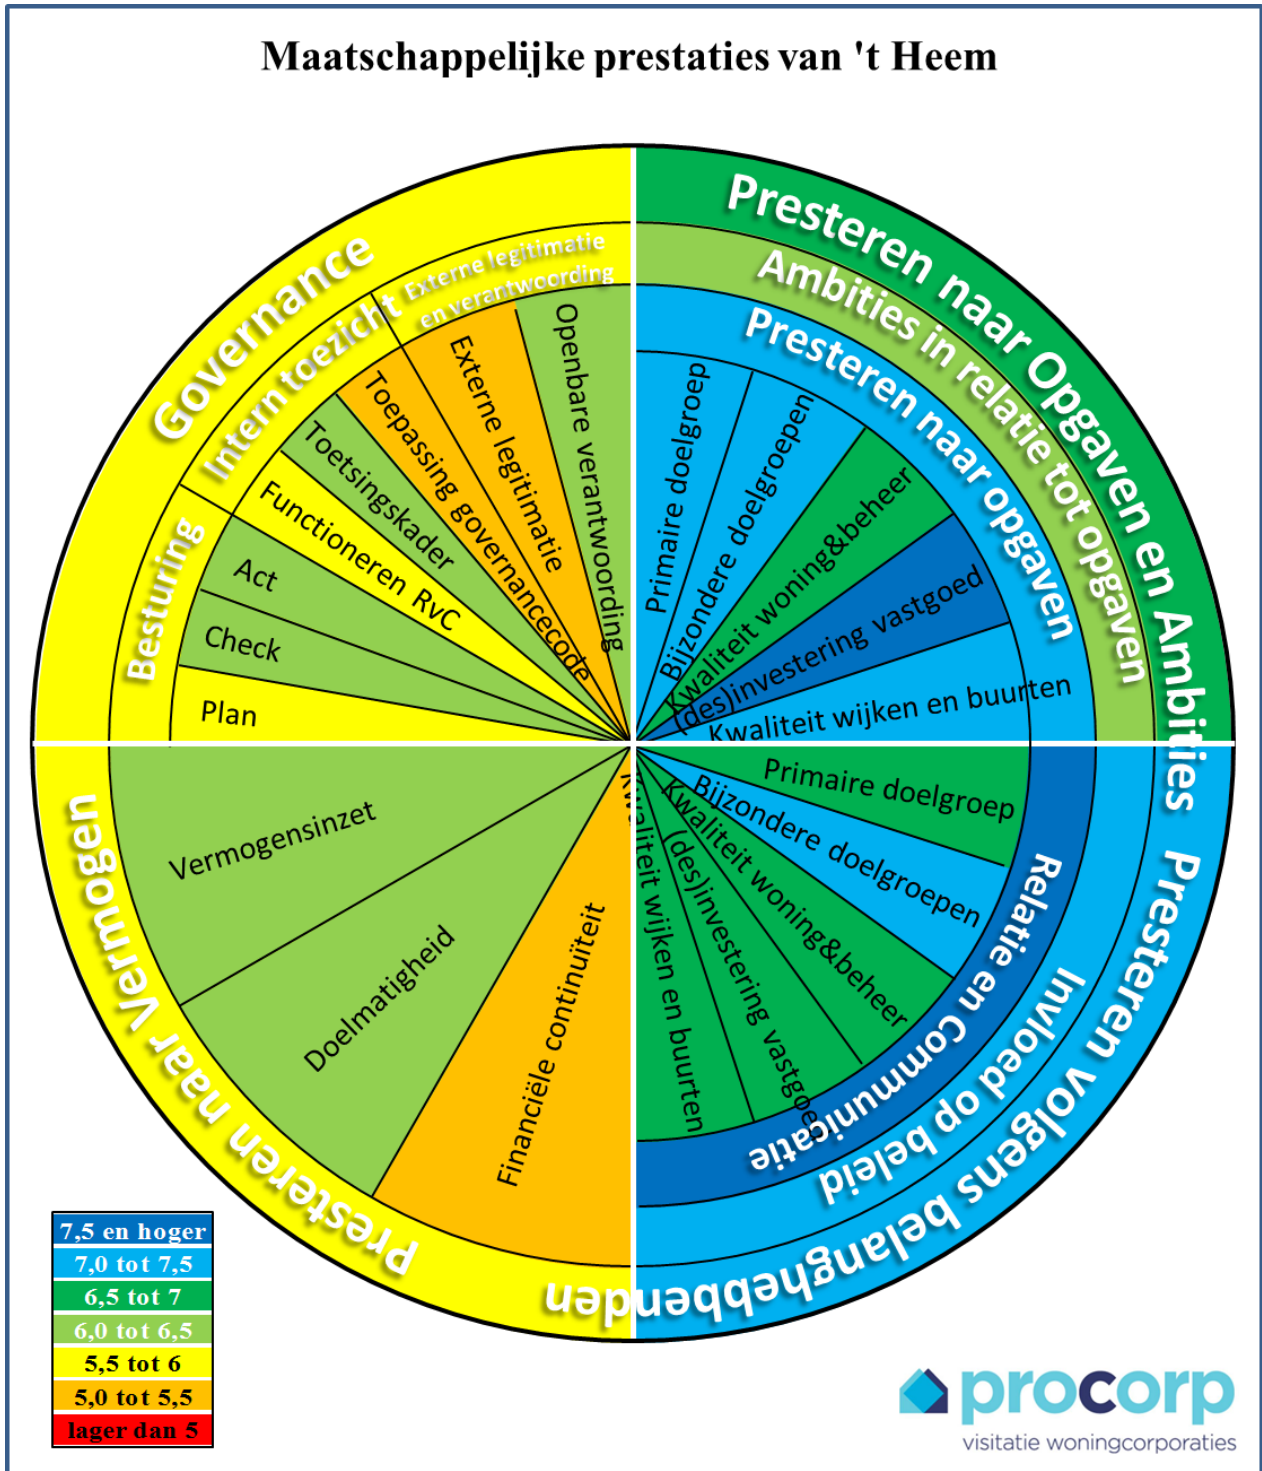 Maatschappelijke prestaties van 't Heem
Governance
Intern toezicht
Externe legitimatie
en verantwoording
Besturing
Openbare verantwoording
Externe legitimatie
Toepassing governancecode
Toetsingskader
Functioneren RvC
Act
Check
Plan
Presteren naar Opgaven en Ambities
Ambities in relatie tot opgaven
Presteren naar opgaven
Primaire doelgroep
Bijzondere doelgroepen
Kwaliteit woning&beheer
(des)investering vastgoed
Kwaliteit wijken en buurten
Primaire doelgroep
Bijzondere doelgroepen
Kwaliteit woning&beheer
(des)investering vastgoed
Kwaliteit wijken en buurten
Relatie en Communicatie
Invloed op beleid
Presteren volgens belanghebbenden
Vermogensinzet
Doelmatigheid
Financiële continuïteit
Presteren naar Vermogen
7,5 en hoger
7,0 tot 7,5
6,5 tot 7
6,0 tot 6,5
5,5 tot 6
5,0 tot 5,5
lager dan 5
procorp
visitatie woningcorporaties